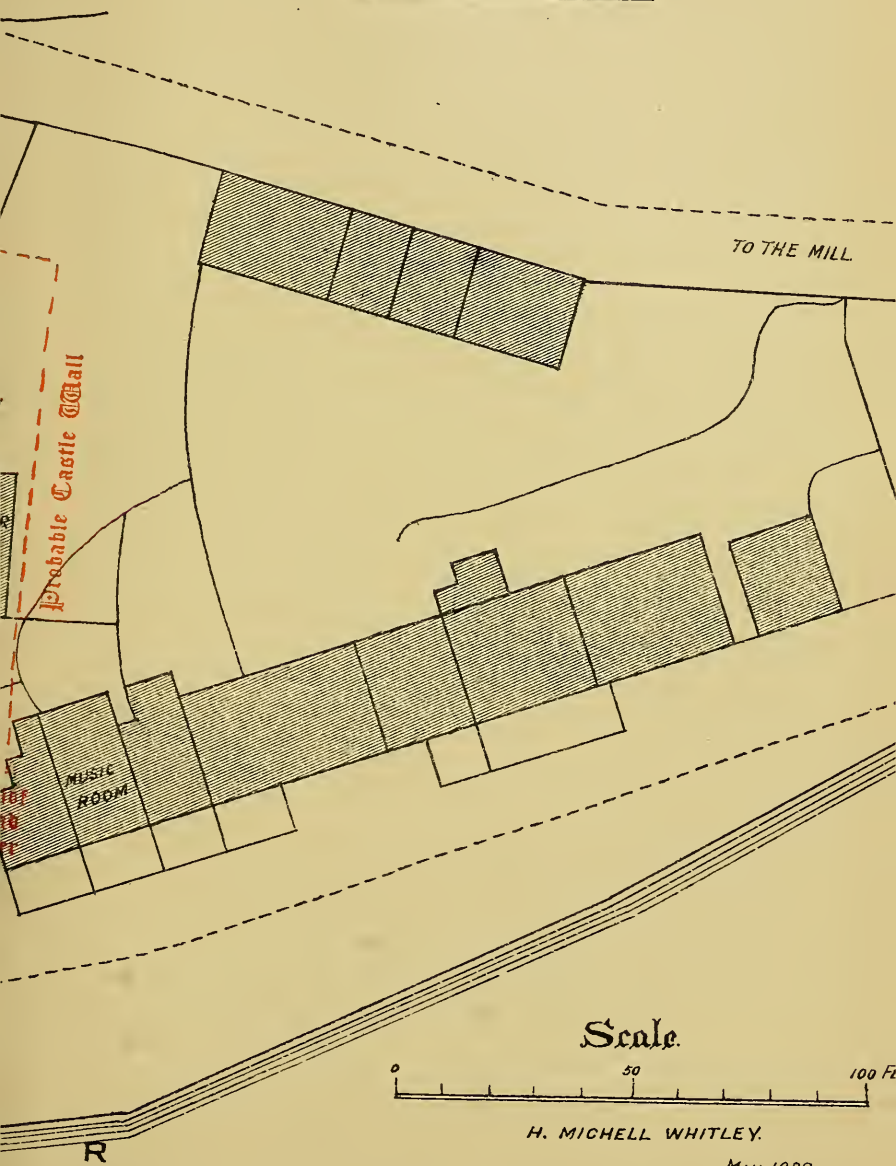 TO THE MILL.
Probable Castle Wall
MUSIC
ROOM
Scale.
0 50 100
H. MICHELL WHITLEY.
R